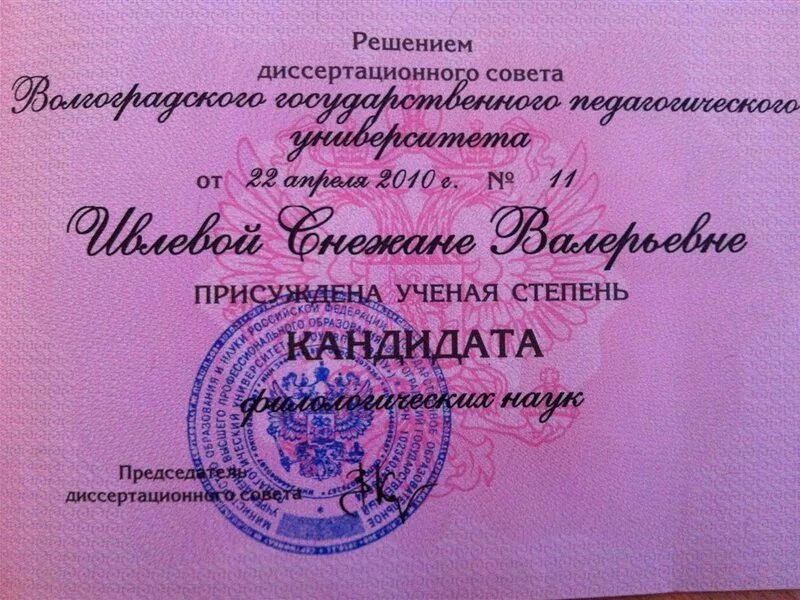 Решением
диссертационного совета
Волгоградского государственного педагогического
университета
от 22 апреля 2010 г. № 11
Ивлевой Снежане Валерьевне
ПРИСУЖДЕНА УЧЕНАЯ СТЕПЕНЬ
КАНДИДАТА
филологических наук
Председатель
диссертационного совета